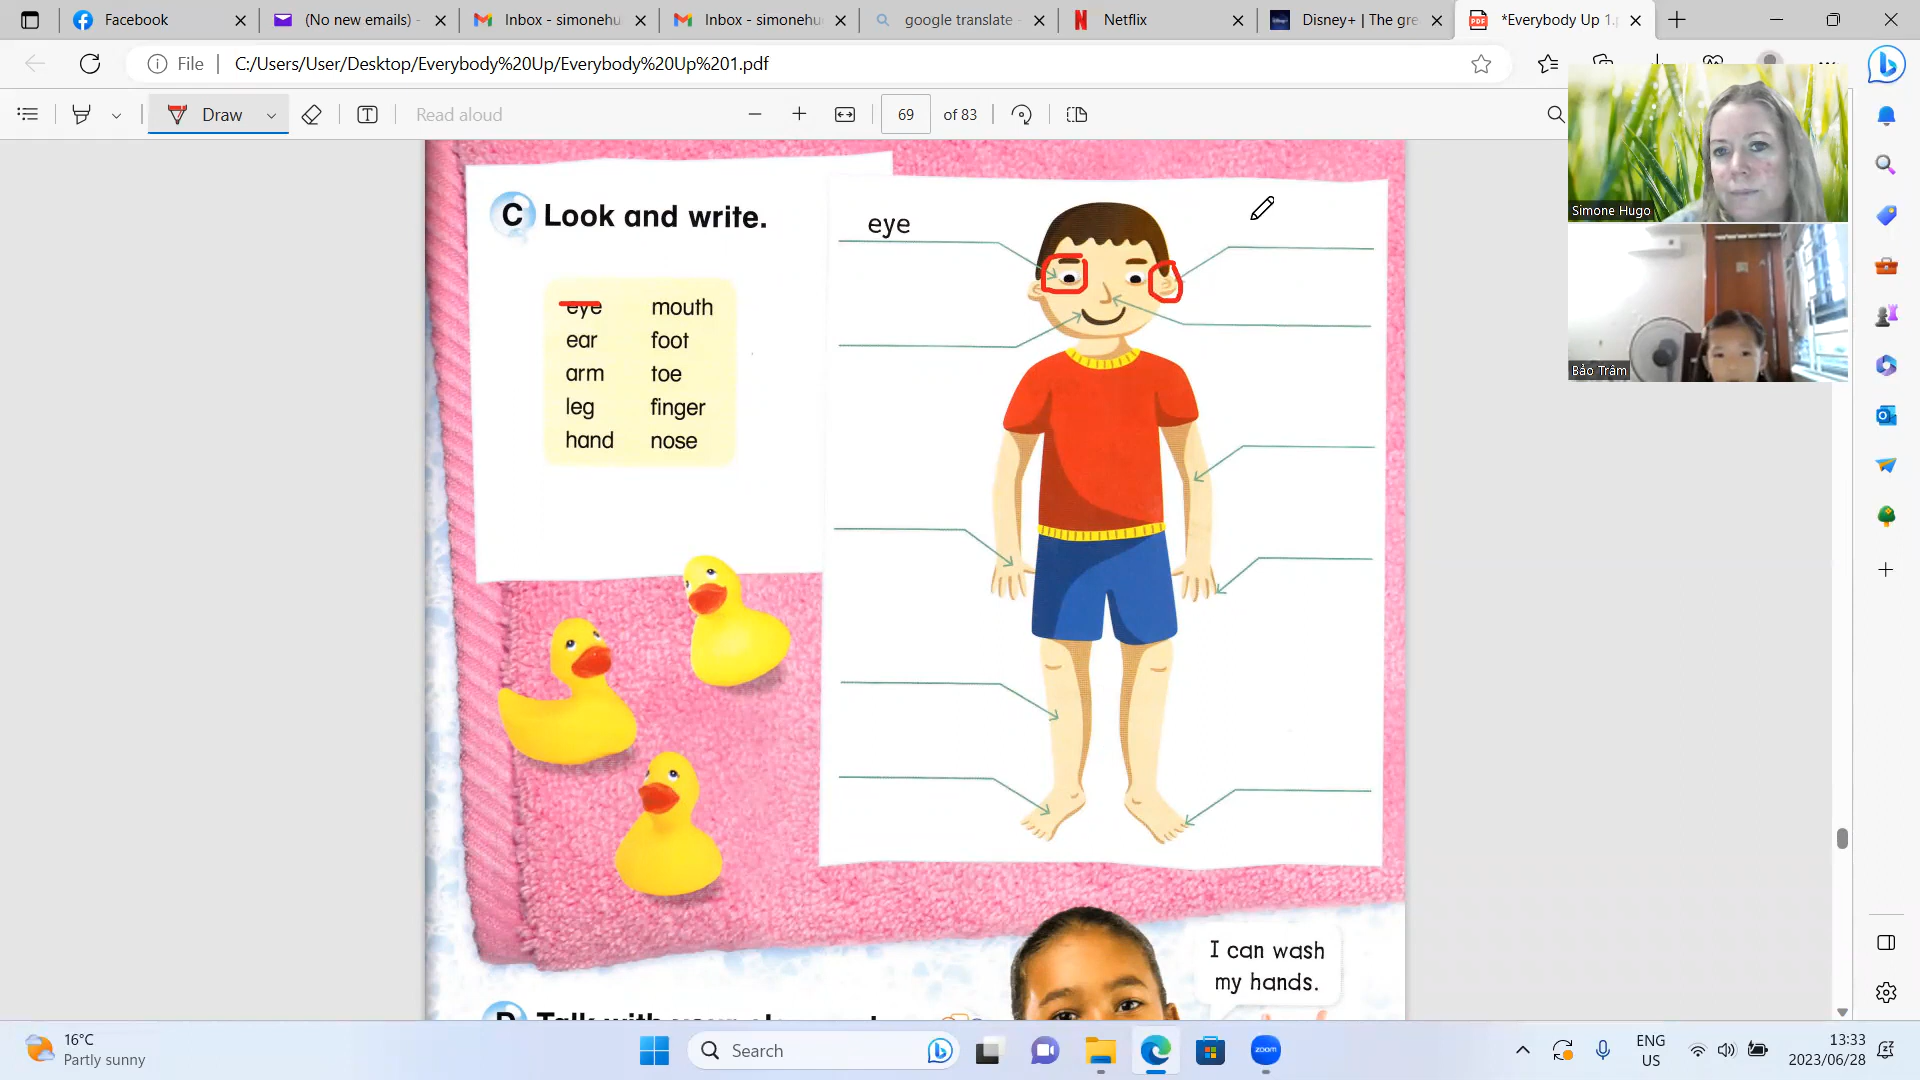 Facebook
(No new emails) -
Inbox - simonehu
Inbox - simonehu
google translate
Netflix
Disney+ | The gre
*Everybody Up 1.
File
C:/Users/User/Desktop/Everybody%20Up/Everybody%20Up%201.pdf
Draw
Read aloud
69 of 83
Simone Hugo
Bảo Trâm
C Look and write.
eye mouth
ear foot
arm toe
leg finger
hand nose
eye
I can wash
my hands.
16°C
Partly sunny
Search
zoom
ENG
US
13:33
2023/06/28